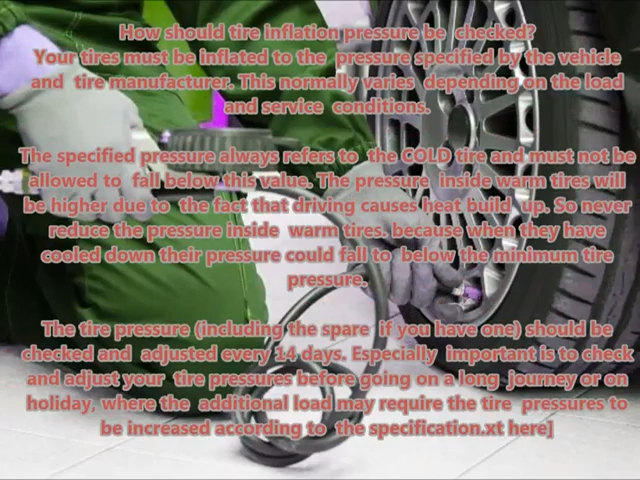 How should tire inflation pressure be checked?
Your tires must be inflated to the pressure specified by the vehicle
and tire manufacturer. This normally varies depending on the load
and service conditions.
The specified pressure always refers to the COLD tire and must not be
allowed to fall below this value. The pressure inside warm tires will
be higher due to the fact that driving causes heat build up. So never
reduce the pressure inside warm tires. because when they have
cooled down their pressure could fall to below the minimum tire
pressure.
The tire pressure (including the spare if you have one) should be
checked and adjusted every 14 days. Especially important is to check
and adjust your tire pressures before going on a long journey or on
holiday, where the additional load may require the tire pressures to
be increased according to the specification.xt here]